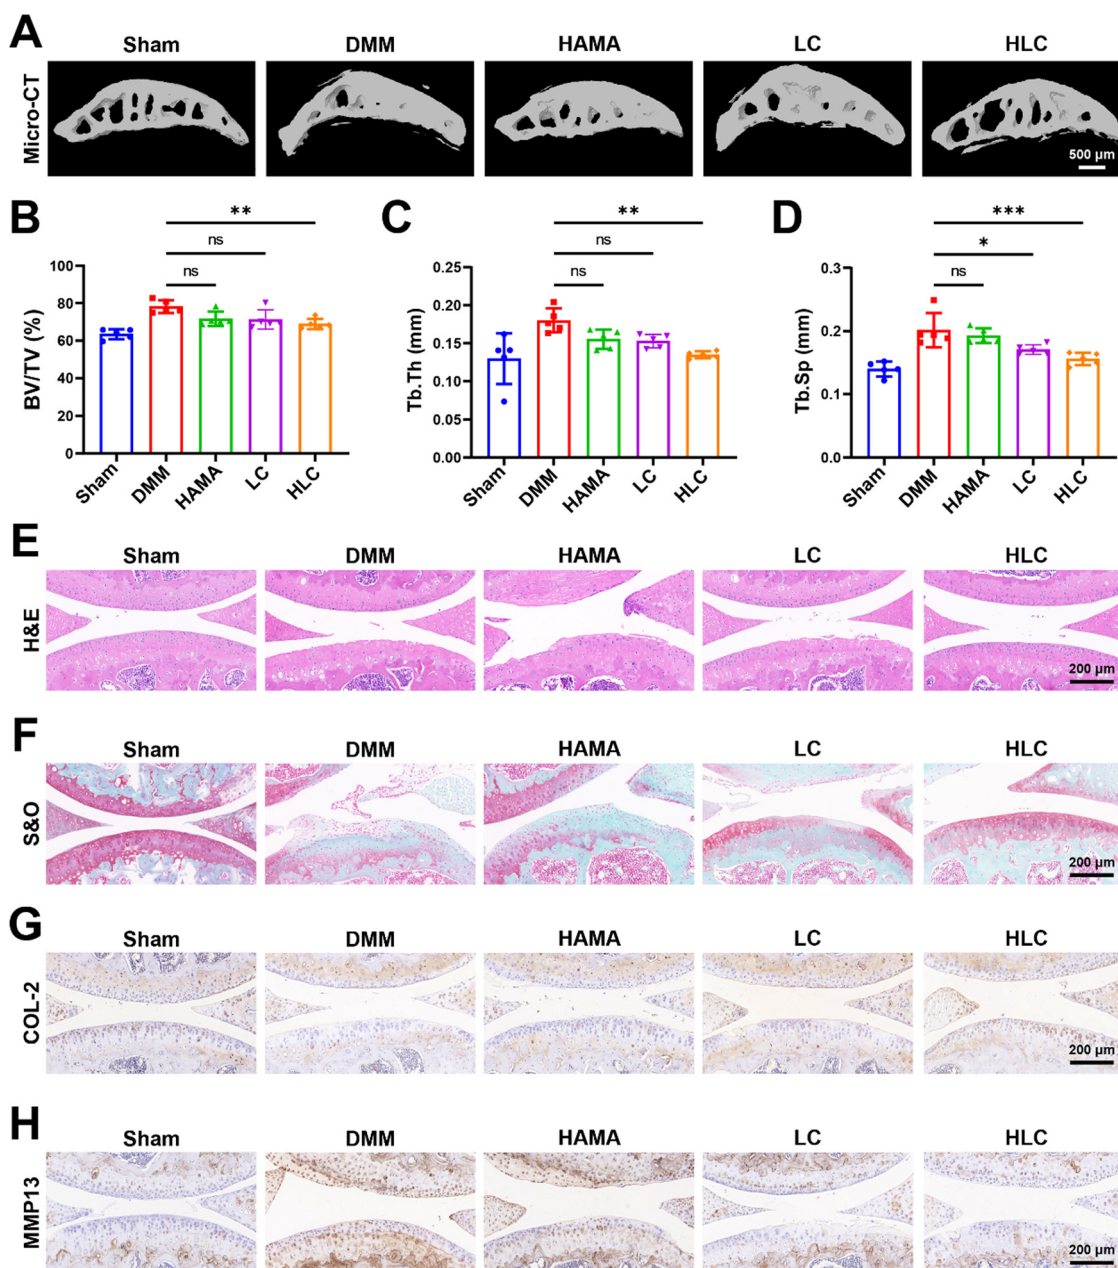 A
Sham DMM HAMA LC HLC
Micro-CT
500 µm
B
**
ns
ns
BV/TV (%)
100
80
60
40
20
0
Sham DMM HAMA LC HLC
C
**
ns
ns
Tb.Th (mm)
0.25
0.20
0.15
0.10
0.05
0.00
Sham DMM HAMA LC HLC
D
***
*
ns
Tb.Sp (mm)
0.3
0.2
0.1
0.0
Sham DMM HAMA LC HLC
E
Sham DMM HAMA LC HLC
H&E
200 µm
F
Sham DMM HAMA LC HLC
S&O
200 µm
G
Sham DMM HAMA LC HLC
COL-2
200 µm
H
Sham DMM HAMA LC HLC
MMP13
200 µm